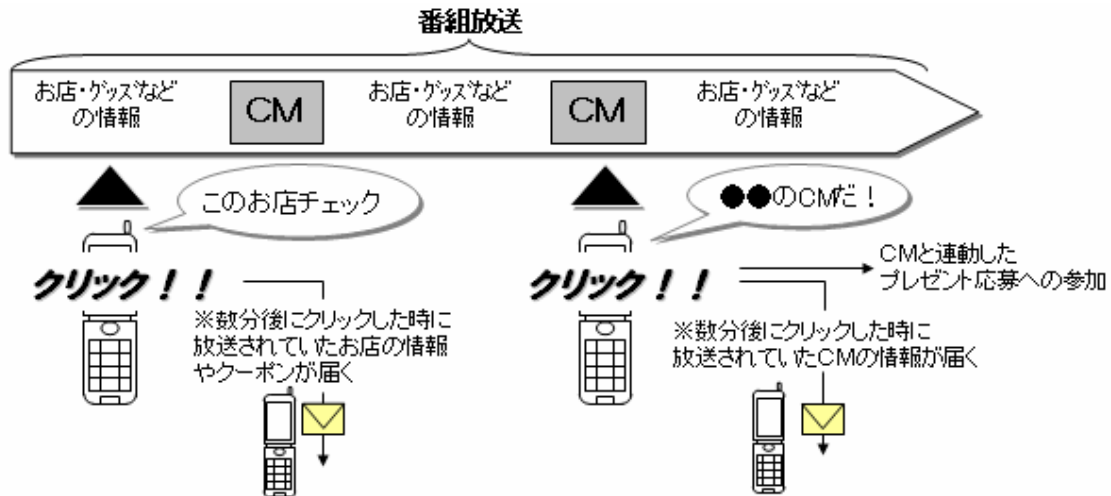 番組放送
お店・グッズなど
の情報
CM
お店・グッズなど
の情報
CM
お店・グッズなど
の情報
このお店チェック
●●のCMだ！
クリック！！
※数分後にクリックした時に
放送されていたお店の情報
やクーポンが届く
クリック！！
CMと連動した
プレゼント応募への参加
※数分後にクリックした時に
放送されていたCMの情報が届く